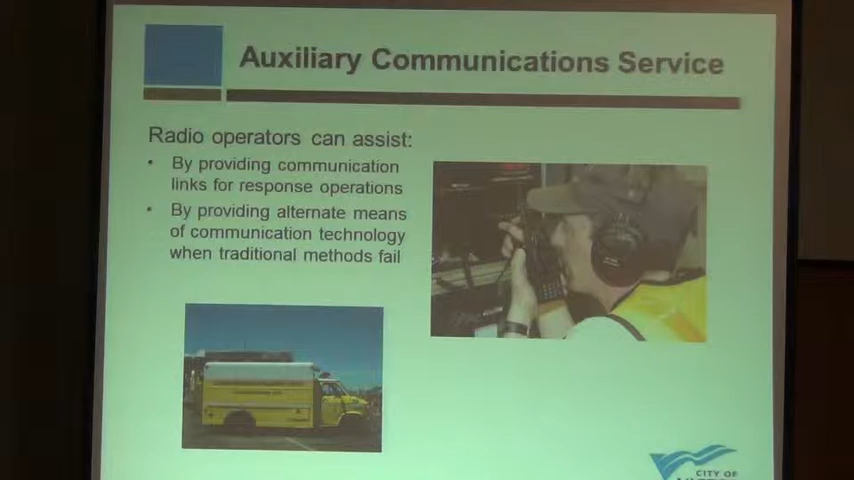 Auxiliary Communications Service
Radio operators can assist:
• By providing communication
links for response operations
• By providing alternate means
of communication technology
when traditional methods fail
CITY OF